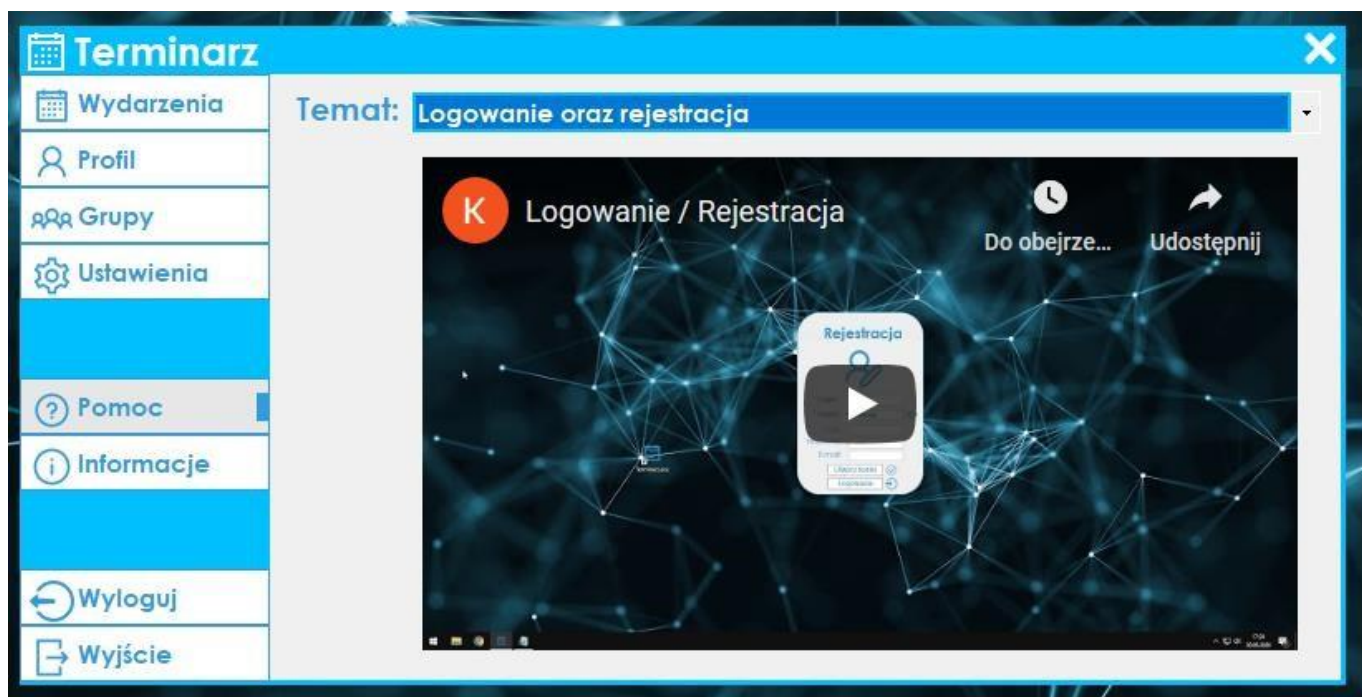 Terminarz
Wydarzenia
Profil
Grupy
Ustawienia
Pomoc
Informacje
Wyloguj
Wyjście
Temat: Logowanie oraz rejestracja
K Logowanie / Rejestracja
Do obejrze...
Udostępnij
Rejestracja